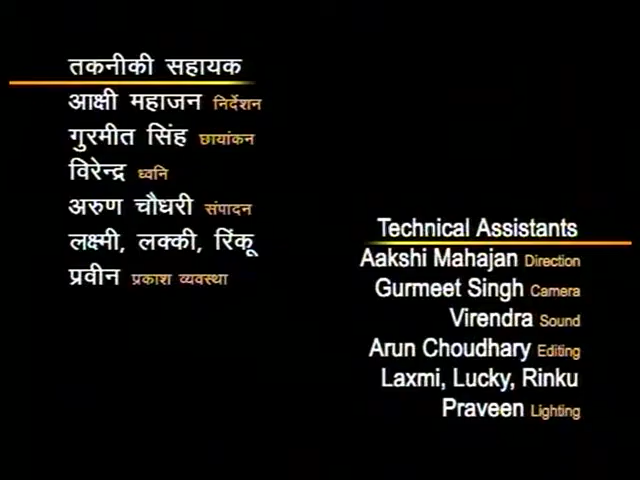 तकनीकी सहायक
आक्षी महाजन निर्देशन
गुरमीत सिंह छायांकन
विरेन्द्र ध्वनि
अरुण चौधरी संपादन
लक्ष्मी, लक्की, रिंकू
प्रवीन प्रकाश व्यवस्था
Technical Assistants
Aakshi Mahajan Direction
Gurmeet Singh Camera
Virendra Sound
Arun Choudhary Editing
Laxmi, Lucky, Rinku
Praveen Lighting